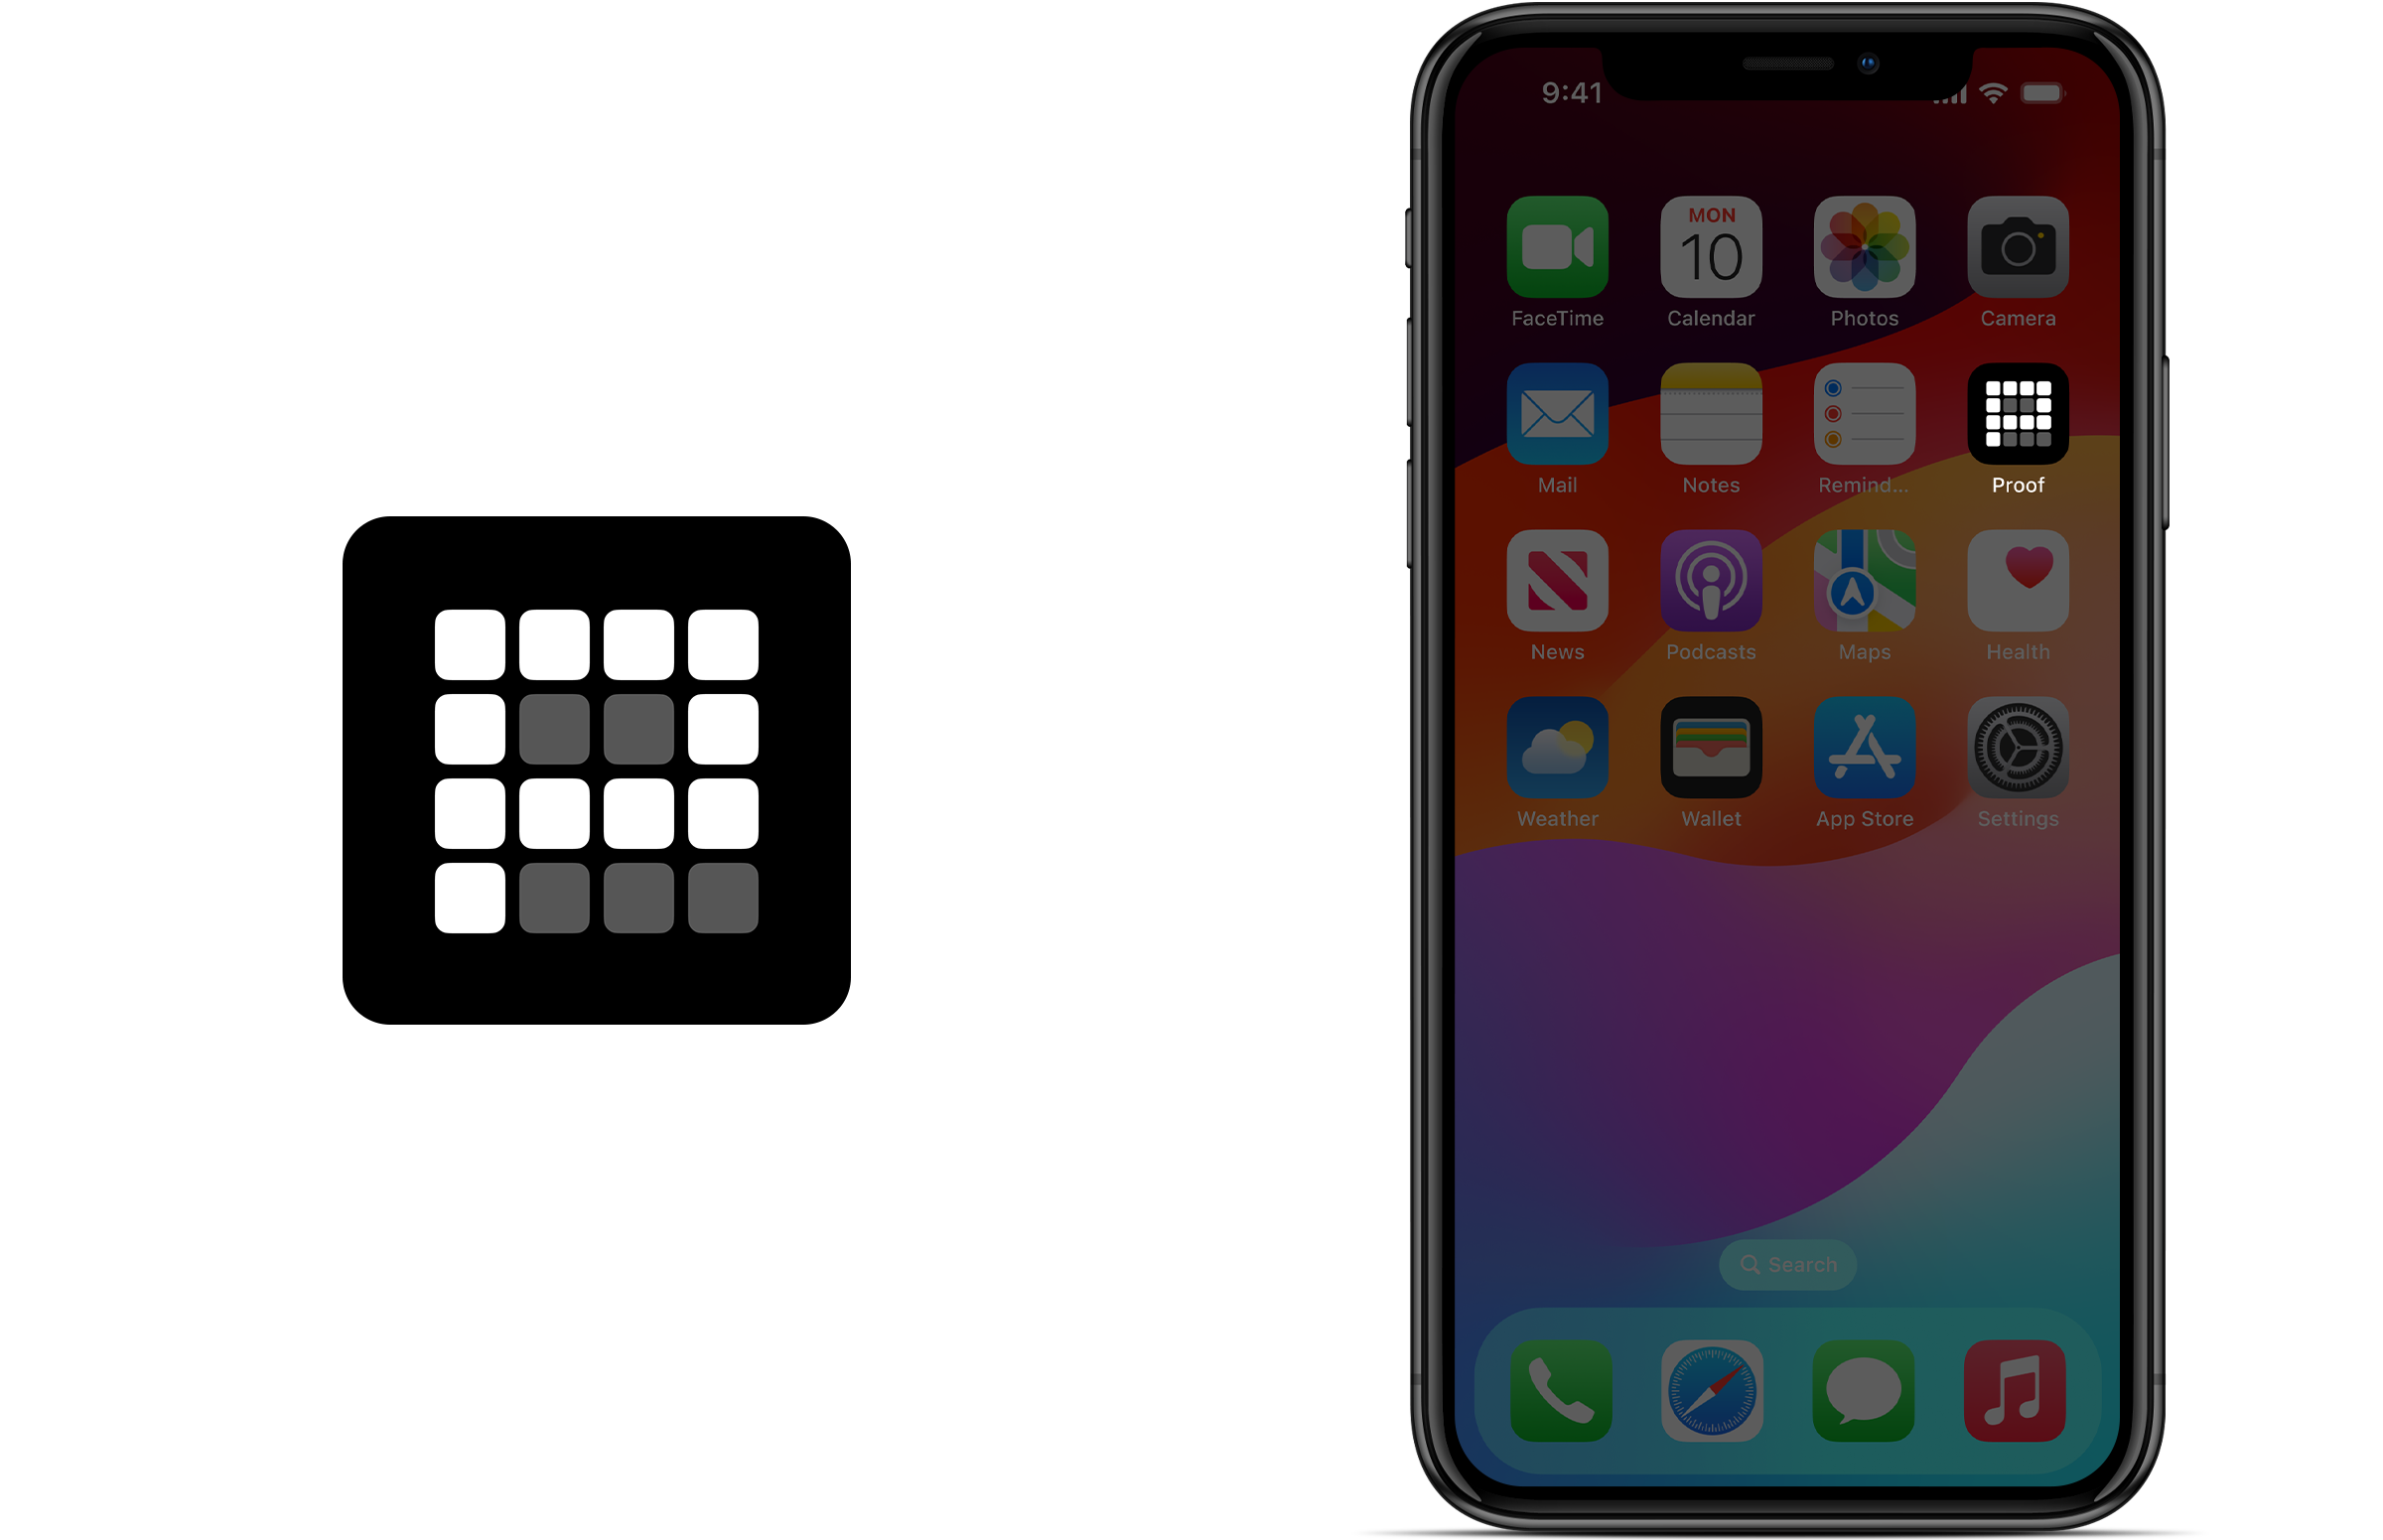 9:41
MON
10
FaceTime Calendar Photos Camera
Mail Notes Remind... Proof
News Podcasts Maps Health
Weather Wallet App Store Settings
Search